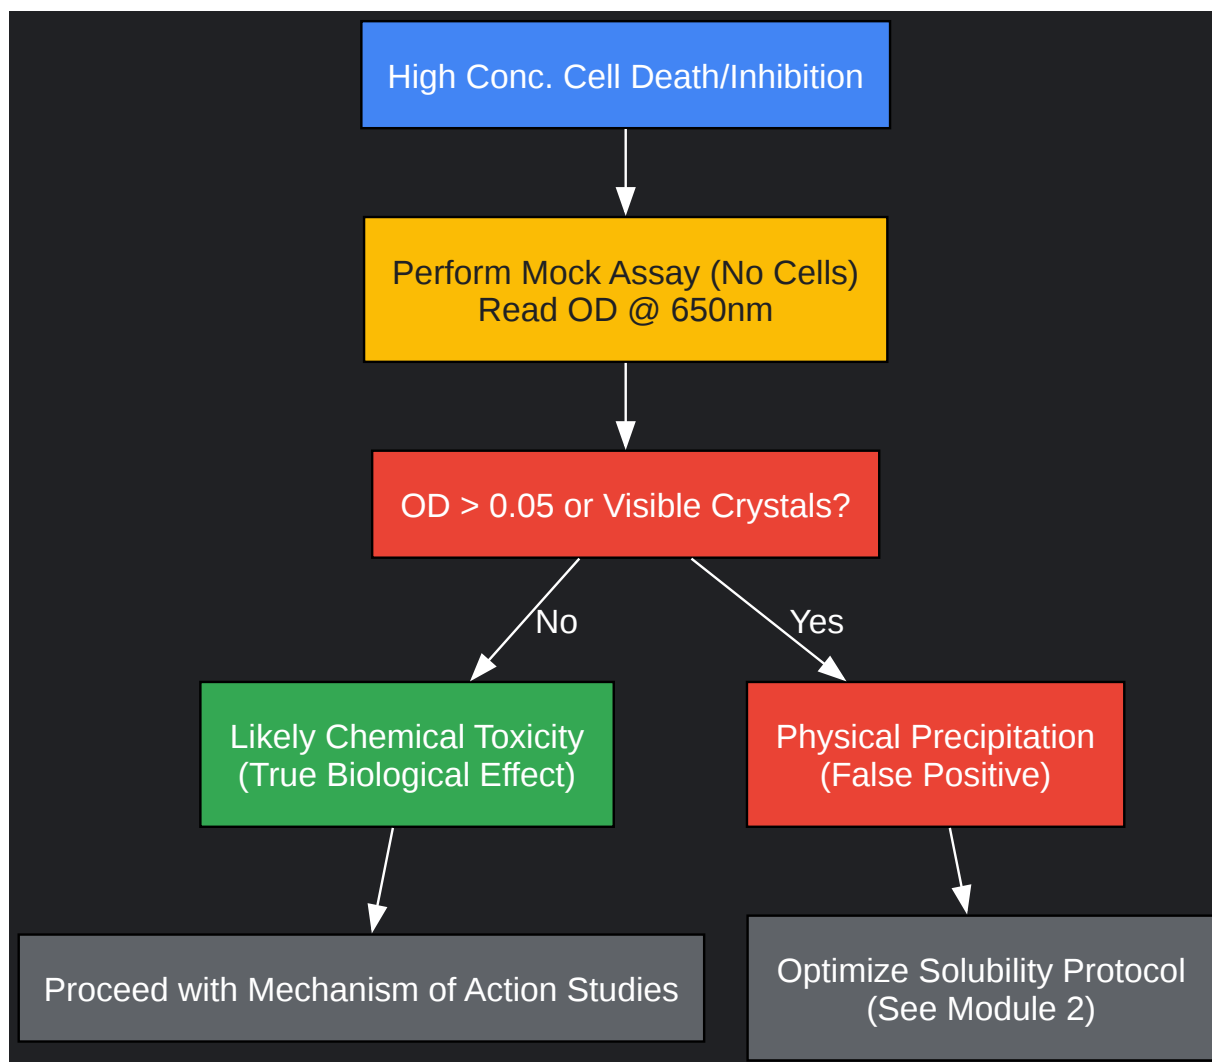 High Conc. Cell Death/Inhibition
Perform Mock Assay (No Cells)
Read OD @ 650nm
OD > 0.05 or Visible Crystals?
No
Yes
Likely Chemical Toxicity
(True Biological Effect)
Physical Precipitation
(False Positive)
Proceed with Mechanism of Action Studies
Optimize Solubility Protocol
(See Module 2)